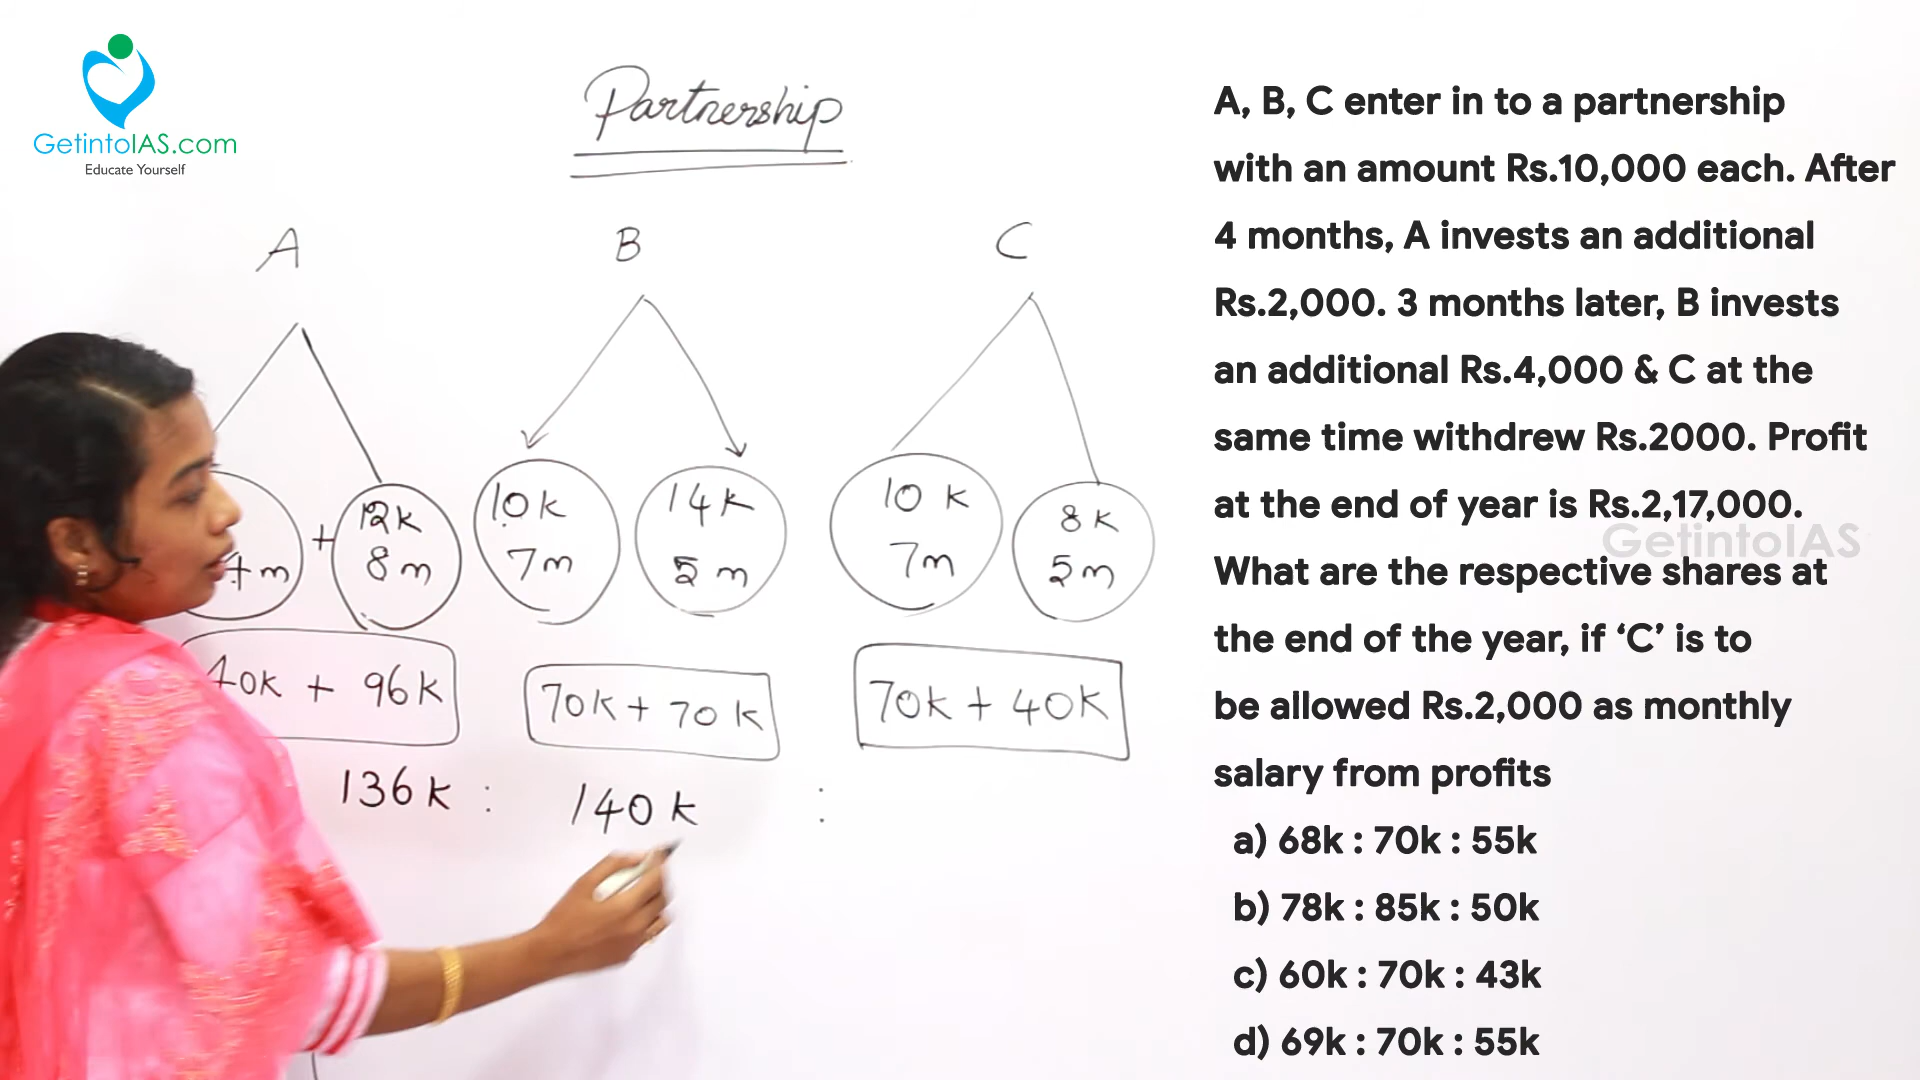 GetintoIAS.com
Educate Yourself
Partnership
A B C
+ 12k 10k 14k 10 k 8k
4m 8m 7m 5m 7m 5m
40k + 96k 70k + 70k 70k + 40k
136k : 140k :
A, B, C enter in to a partnership
with an amount Rs.10,000 each. After
4 months, A invests an additional
Rs.2,000. 3 months later, B invests
an additional Rs.4,000 & C at the
same time withdrew Rs.2000. Profit
at the end of year is Rs.2,17,000.
GetintoIAS
What are the respective shares at
the end of the year, if ‘C’ is to
be allowed Rs.2,000 as monthly
salary from profits
a) 68k : 70k : 55k
b) 78k : 85k : 50k
c) 60k : 70k : 43k
d) 69k : 70k : 55k